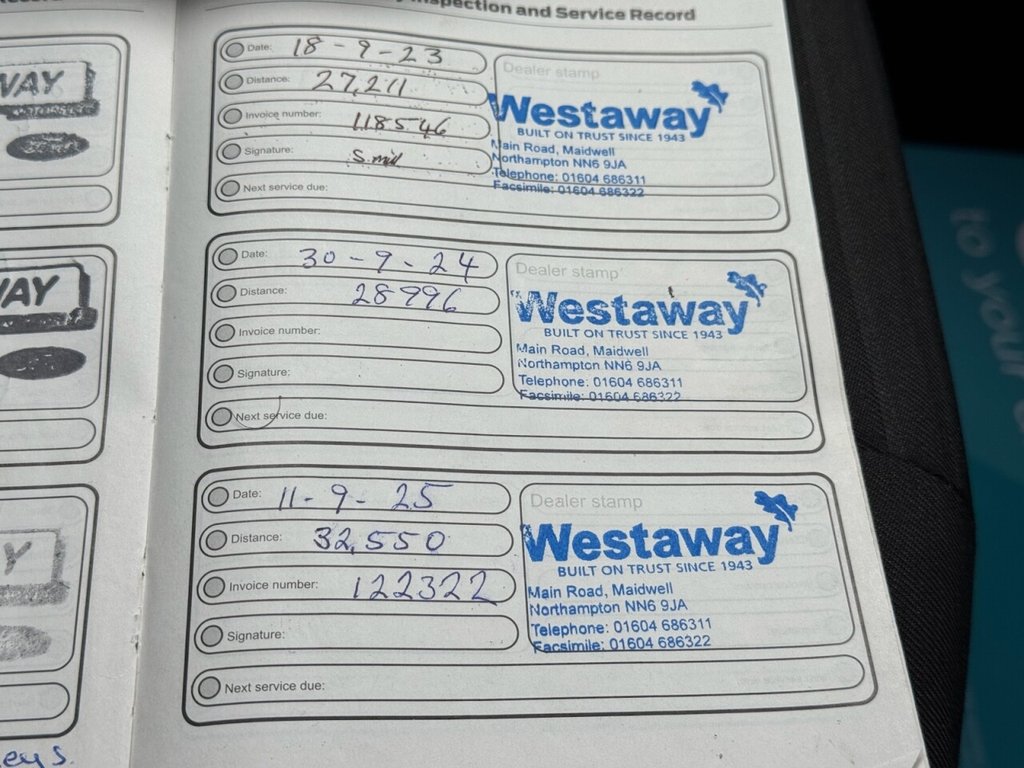 Inspection and Service Record
Date: 18-9-23
Distance: 27,211
Invoice number: 118546
Signature:
Next service due:
Dealer stamp
Westaway
BUILT ON TRUST SINCE 1943
Main Road, Maidwell
Northampton NN6 9JA
Telephone: 01604 686311
Facsimile: 01604 686322
Date: 30-9-24
Distance: 28996
Invoice number:
Signature:
Next service due:
Dealer stamp
Westaway
BUILT ON TRUST SINCE 1943
Main Road, Maidwell
Northampton NN6 9JA
Telephone: 01604 686311
Facsimile: 01604 686322
Date: 11-9-25
Distance: 32,550
Invoice number: 122322
Signature:
Next service due:
Dealer stamp
Westaway
BUILT ON TRUST SINCE 1943
Main Road, Maidwell
Northampton NN6 9JA
Telephone: 01604 686311
Facsimile: 01604 686322
WAY
WAY
Y
eys.
to your